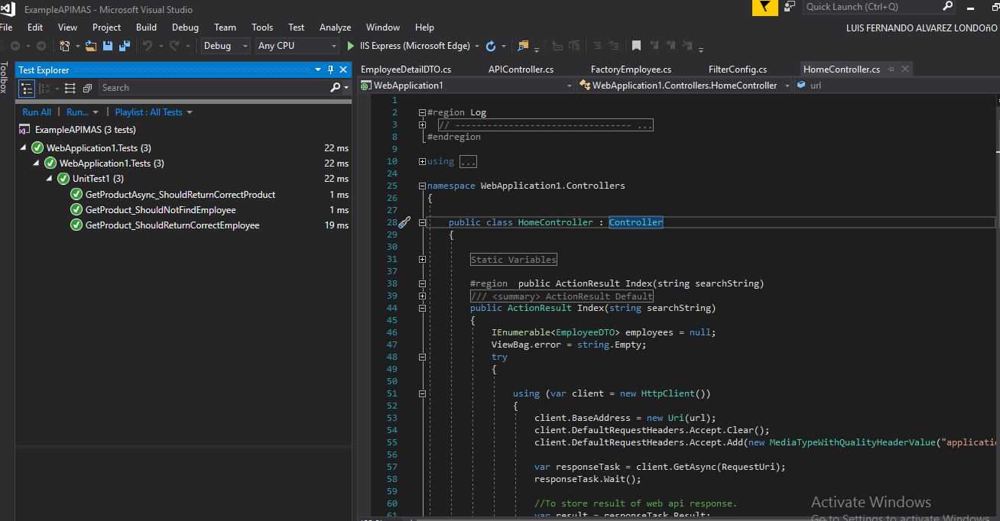 ExampleAPIMAS - Microsoft Visual Studio
Quick Launch (Ctrl+Q)
File Edit View Project Build Debug Team Tools Test Analyze Window Help
LUIS FERNANDO ALVAREZ LONDOñO
Debug Any CPU IIS Express (Microsoft Edge)
Toolbox
Test Explorer
Search
Run All | Run... | Playlist : All Tests
ExampleAPIMAS (3 tests)
WebApplication1.Tests (3) 22 ms
WebApplication1.Tests (3) 22 ms
UnitTest1 (3) 22 ms
GetProductAsync_ShouldReturnCorrectProduct 1 ms
GetProduct_ShouldNotFindEmployee 1 ms
GetProduct_ShouldReturnCorrectEmployee 19 ms
EmployeeDetailDTO.cs APIController.cs FactoryEmployee.cs FilterConfig.cs HomeController.cs
WebApplication1 WebApplication1.Controllers.HomeController url
1
2 #region Log
3 // --------------------------------- ...
8 #endregion
9
10 using ...
24
25 namespace WebApplication1.Controllers
26 {
27
28 public class HomeController : Controller
29 {
30
31 Static Variables
37
38 #region public ActionResult Index(string searchString)
39 /// <summary> ActionResult Default
44 public ActionResult Index(string searchString)
45 {
46 IEnumerable<EmployeeDTO> employees = null;
47 ViewBag.error = string.Empty;
48 try
49 {
50
51 using (var client = new HttpClient())
52 {
53 client.BaseAddress = new Uri(url);
54 client.DefaultRequestHeaders.Accept.Clear();
55 client.DefaultRequestHeaders.Accept.Add(new MediaTypeWithQualityHeaderValue("applicatio
56
57 var responseTask = client.GetAsync(RequestUri);
58 responseTask.Wait();
59
60 //To store result of web api response.
61 var result = responseTask.Result;
Activate Windows
Go to Settings to activate Windows.